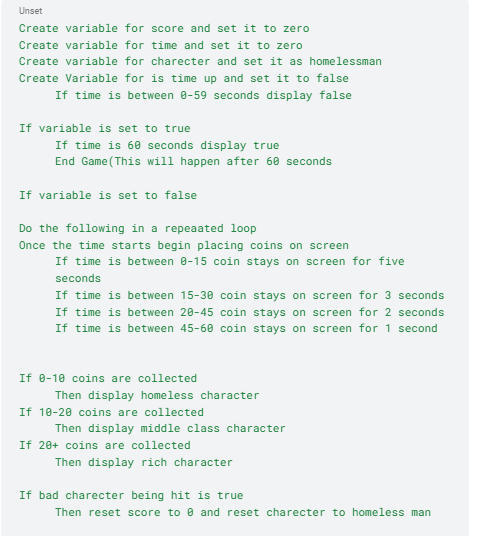 Unset
Create variable for score and set it to zero
Create variable for time and set it to zero
Create variable for charecter and set it as homelessman
Create Variable for is time up and set it to false
If time is between 0-59 seconds display false
If variable is set to true
If time is 60 seconds display true
End Game(This will happen after 60 seconds
If variable is set to false
Do the following in a repeaated loop
Once the time starts begin placing coins on screen
If time is between 0-15 coin stays on screen for five
seconds
If time is between 15-30 coin stays on screen for 3 seconds
If time is between 20-45 coin stays on screen for 2 seconds
If time is between 45-60 coin stays on screen for 1 second
If 0-10 coins are collected
Then display homeless character
If 10-20 coins are collected
Then display middle class character
If 20+ coins are collected
Then display rich character
If bad charecter being hit is true
Then reset score to 0 and reset charecter to homeless man